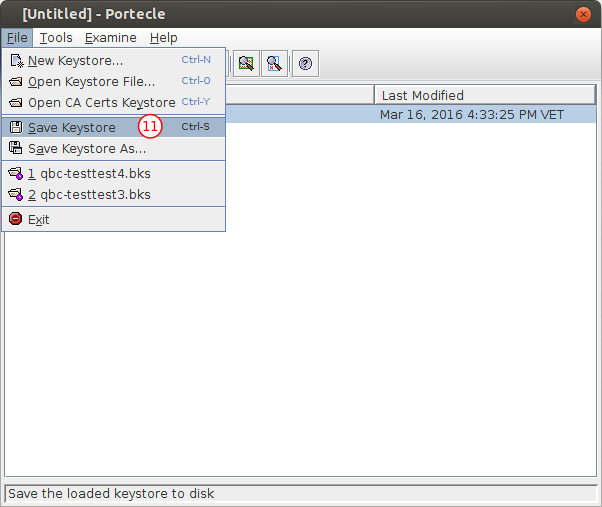 [Untitled] - Portecle
File Tools Examine Help
New Keystore... Ctrl-N
Open Keystore File... Ctrl-O
Open CA Certs Keystore Ctrl-Y
Last Modified
Save Keystore 11 Ctrl-S
Mar 16, 2016 4:33:25 PM VET
Save Keystore As...
1 qbc-testtest4.bks
2 qbc-testtest3.bks
Exit
Save the loaded keystore to disk